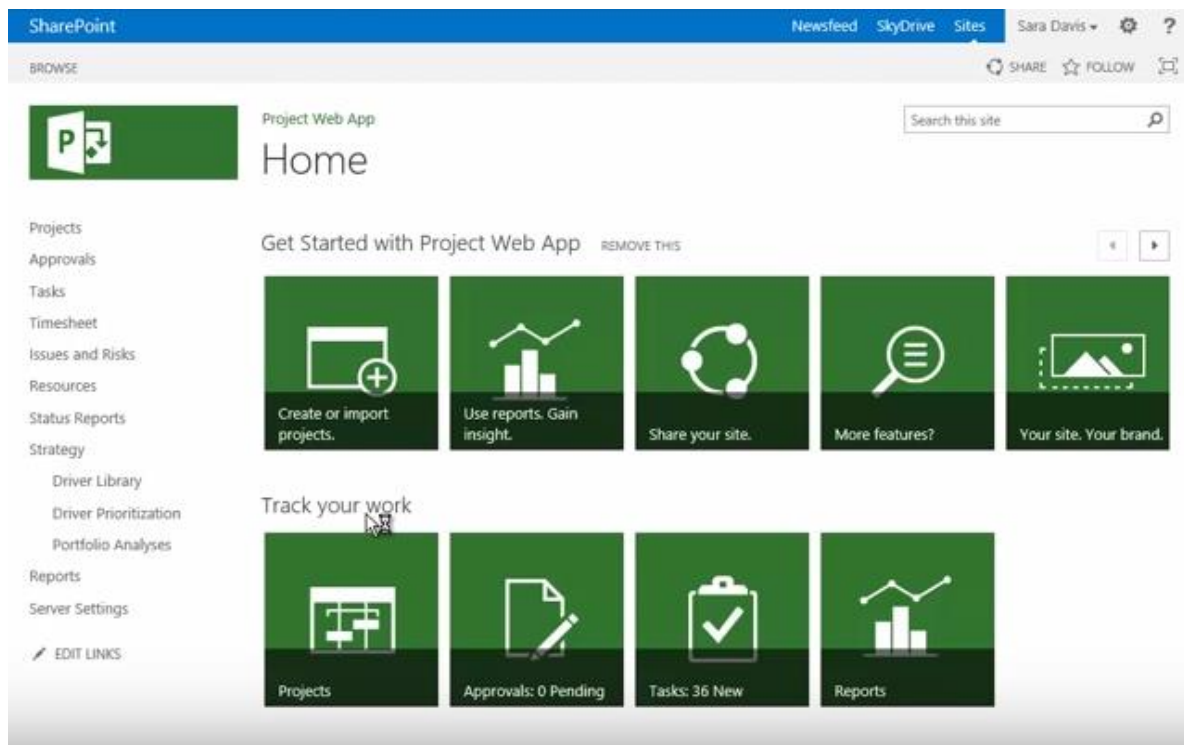 SharePoint
Newsfeed SkyDrive Sites Sara Davis ?
BROWSE
SHARE FOLLOW
P
Project Web App
Search this site
Home
Projects
Approvals
Tasks
Timesheet
Issues and Risks
Resources
Status Reports
Strategy
Driver Library
Driver Prioritization
Portfolio Analyses
Reports
Server Settings
EDIT LINKS
Get Started with Project Web App REMOVE THIS
Create or import
projects.
Use reports. Gain
insight.
Share your site.
More features?
Your site. Your brand.
Track your work
Projects
Approvals: 0 Pending
Tasks: 36 New
Reports